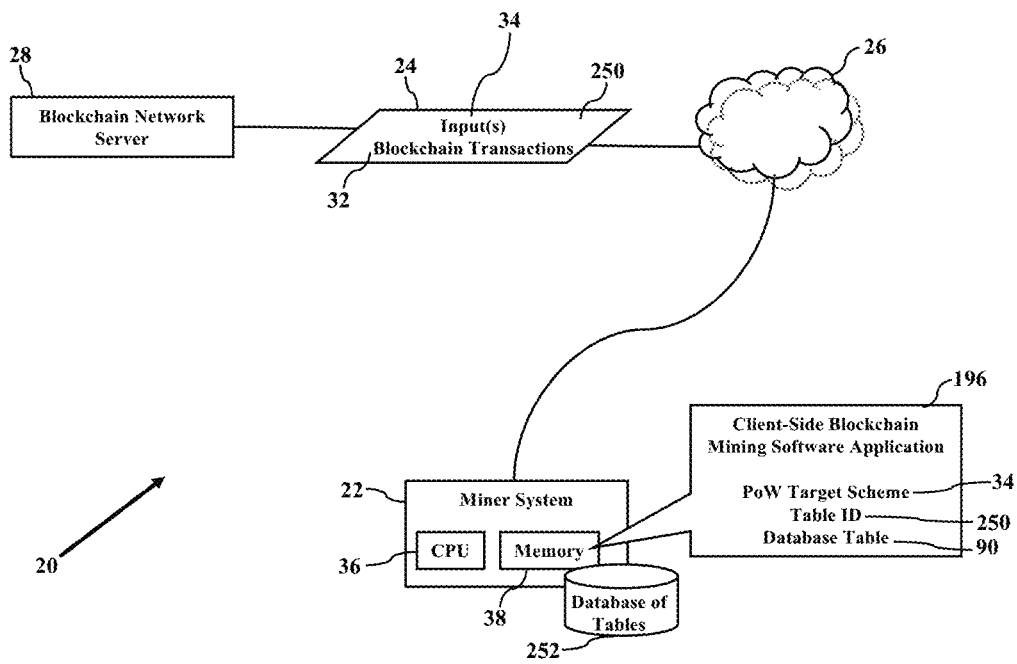 34
28
24
250
26
Blockchain Network
Server
Input(s)
Blockchain Transactions
32
196
Client-Side Blockchain
Mining Software Application
22
Miner System
PoW Target Scheme
34
Table ID
250
Database Table
90
36
CPU
Memory
20
38
Database of
Tables
252